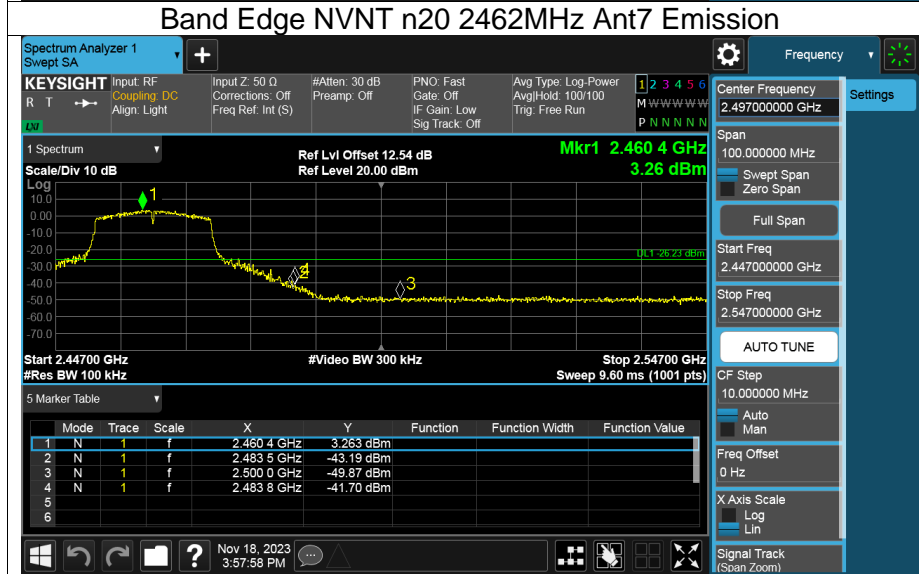 Band Edge NVNT n20 2462MHz Ant7 Emission
Spectrum Analyzer 1
Swept SA
+
Frequency
KEYSIGHT
R T
LXI
Input: RF
Coupling: DC
Align: Light
Input Z: 50 Ω
Corrections: Off
Freq Ref: Int (S)
#Atten: 30 dB
Preamp: Off
PNO: Fast
Gate: Off
IF Gain: Low
Sig Track: Off
Avg Type: Log-Power
Avg|Hold: 100/100
Trig: Free Run
1 2 3 4 5 6
M W W W W W
P N N N N N
1 Spectrum
Scale/Div 10 dB
Ref Lvl Offset 12.54 dB
Ref Level 20.00 dBm
Mkr1 2.460 4 GHz
3.26 dBm
Log
10.0
0.00
-10.0
-20.0
-30.0
-40.0
-50.0
-60.0
-70.0
1
4
2
3
DL1 -26.23 dBm
Start 2.44700 GHz
#Res BW 100 kHz
#Video BW 300 kHz
Stop 2.54700 GHz
Sweep 9.60 ms (1001 pts)
5 Marker Table
Mode Trace Scale X Y Function Function Width Function Value
1 N 1 f 2.460 4 GHz 3.263 dBm
2 N 1 f 2.483 5 GHz -43.19 dBm
3 N 1 f 2.500 0 GHz -49.87 dBm
4 N 1 f 2.483 8 GHz -41.70 dBm
5
6
?
Nov 18, 2023
3:57:58 PM
Center Frequency
2.497000000 GHz
Settings
Span
100.000000 MHz
Swept Span
Zero Span
Full Span
Start Freq
2.447000000 GHz
Stop Freq
2.547000000 GHz
AUTO TUNE
CF Step
10.000000 MHz
Auto
Man
Freq Offset
0 Hz
X Axis Scale
Log
Lin
Signal Track
(Span Zoom)